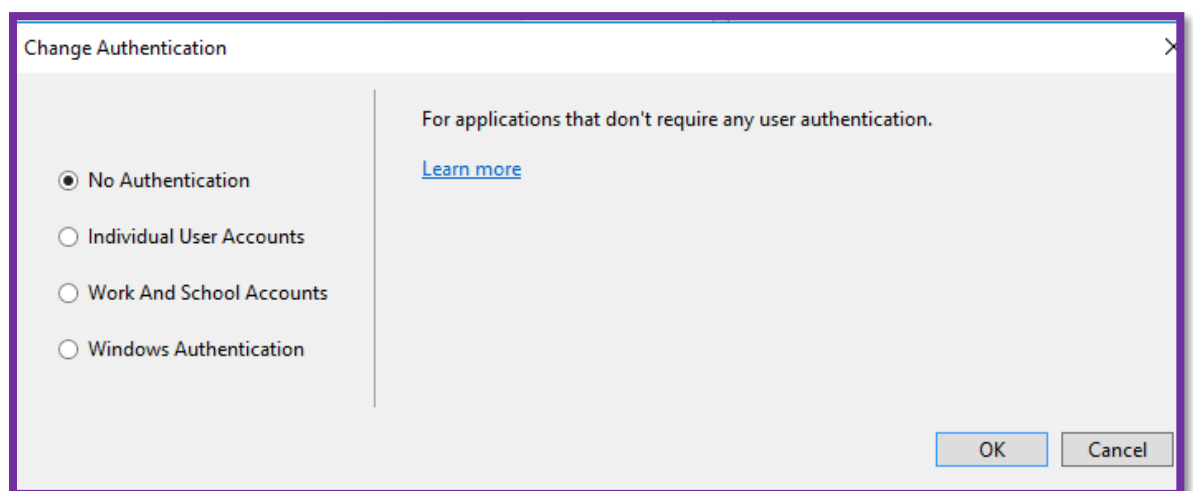 Change Authentication
For applications that don't require any user authentication.
Learn more
No Authentication
Individual User Accounts
Work And School Accounts
Windows Authentication
OK
Cancel